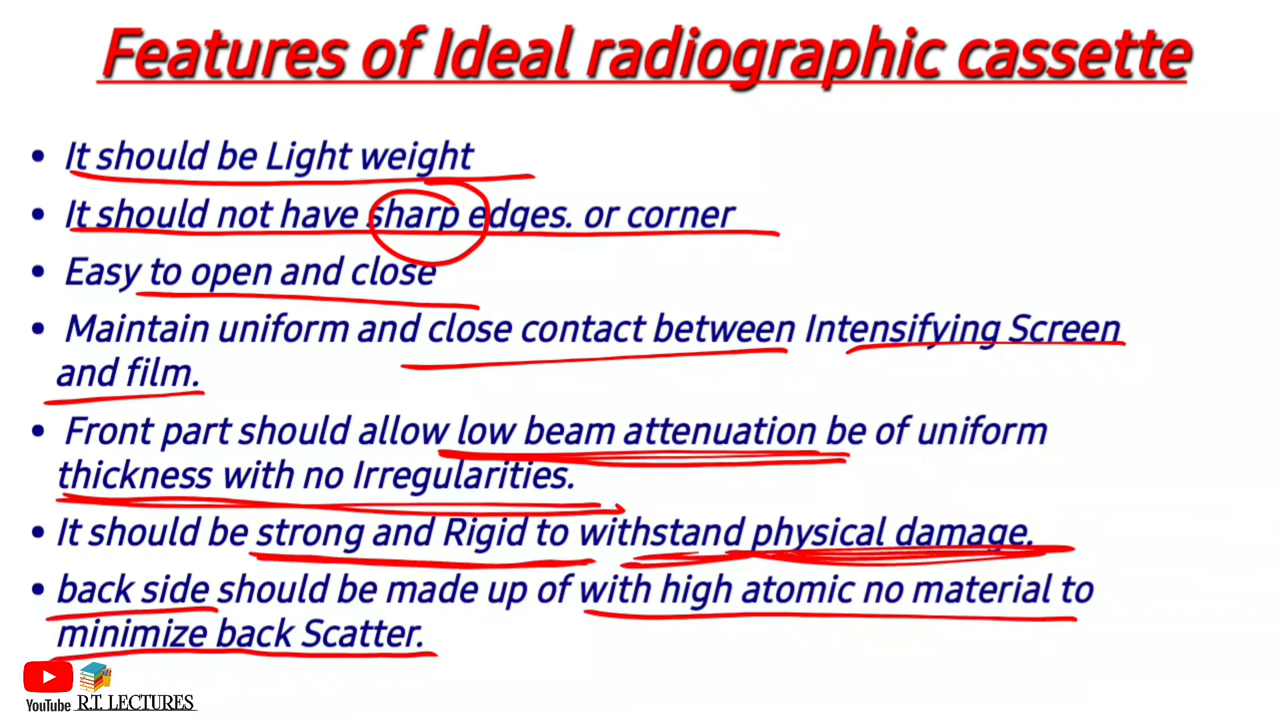 Features of Ideal radiographic cassette
• It should be Light weight
• It should not have sharp edges. or corner
• Easy to open and close
• Maintain uniform and close contact between Intensifying Screen
and film.
• Front part should allow low beam attenuation be of uniform
thickness with no Irregularities.
• It should be strong and Rigid to withstand physical damage.
• back side should be made up of with high atomic no material to
minimize back Scatter.
YouTube R.T. LECTURES